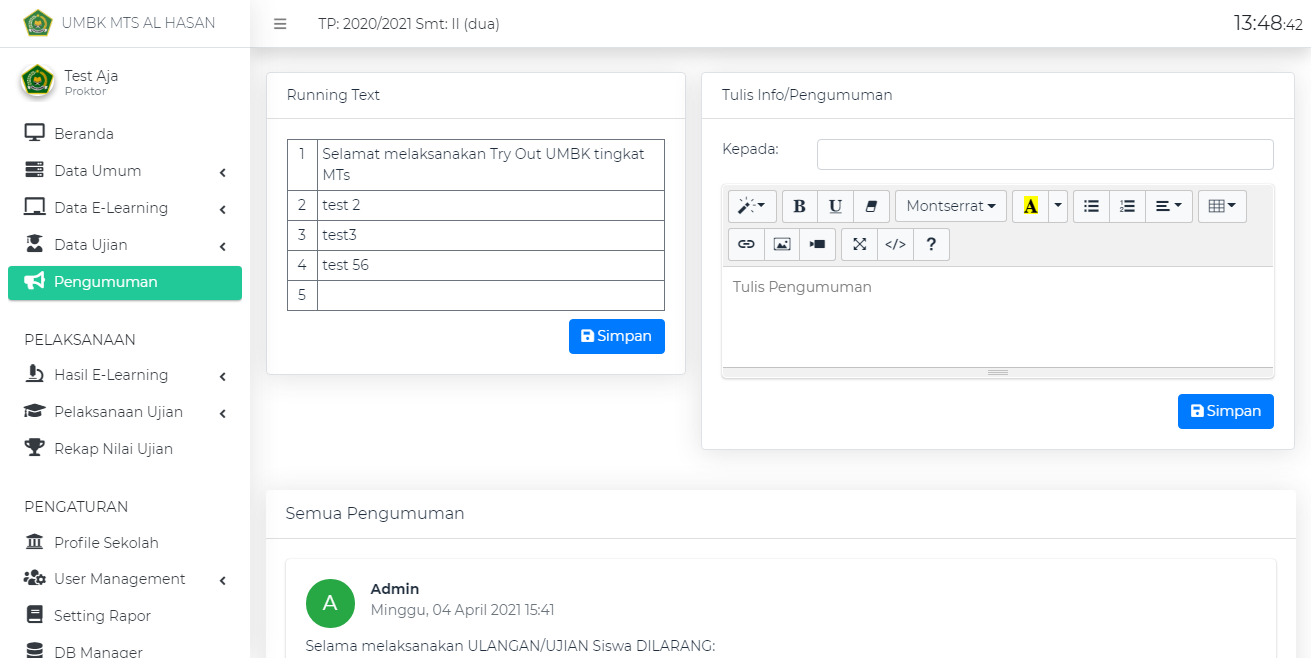 UMBK MTS AL HASAN
TP: 2020/2021 Smt: II (dua)
13:48:42
Test Aja
Proktor
Beranda
Data Umum
Data E-Learning
Data Ujian
Pengumuman
PELAKSANAAN
Hasil E-Learning
Pelaksanaan Ujian
Rekap Nilai Ujian
PENGATURAN
Profile Sekolah
User Management
Setting Rapor
DB Manager
Running Text
1 Selamat melaksanakan Try Out UMBK tingkat
MTs
2 test 2
3 test3
4 test 56
5
Simpan
Tulis Info/Pengumuman
Kepada:
B U Montserrat A
</> ?
Tulis Pengumuman
Simpan
Semua Pengumuman
A
Admin
Minggu, 04 April 2021 15:41
Selama melaksanakan ULANGAN/UJIAN Siswa DILARANG: